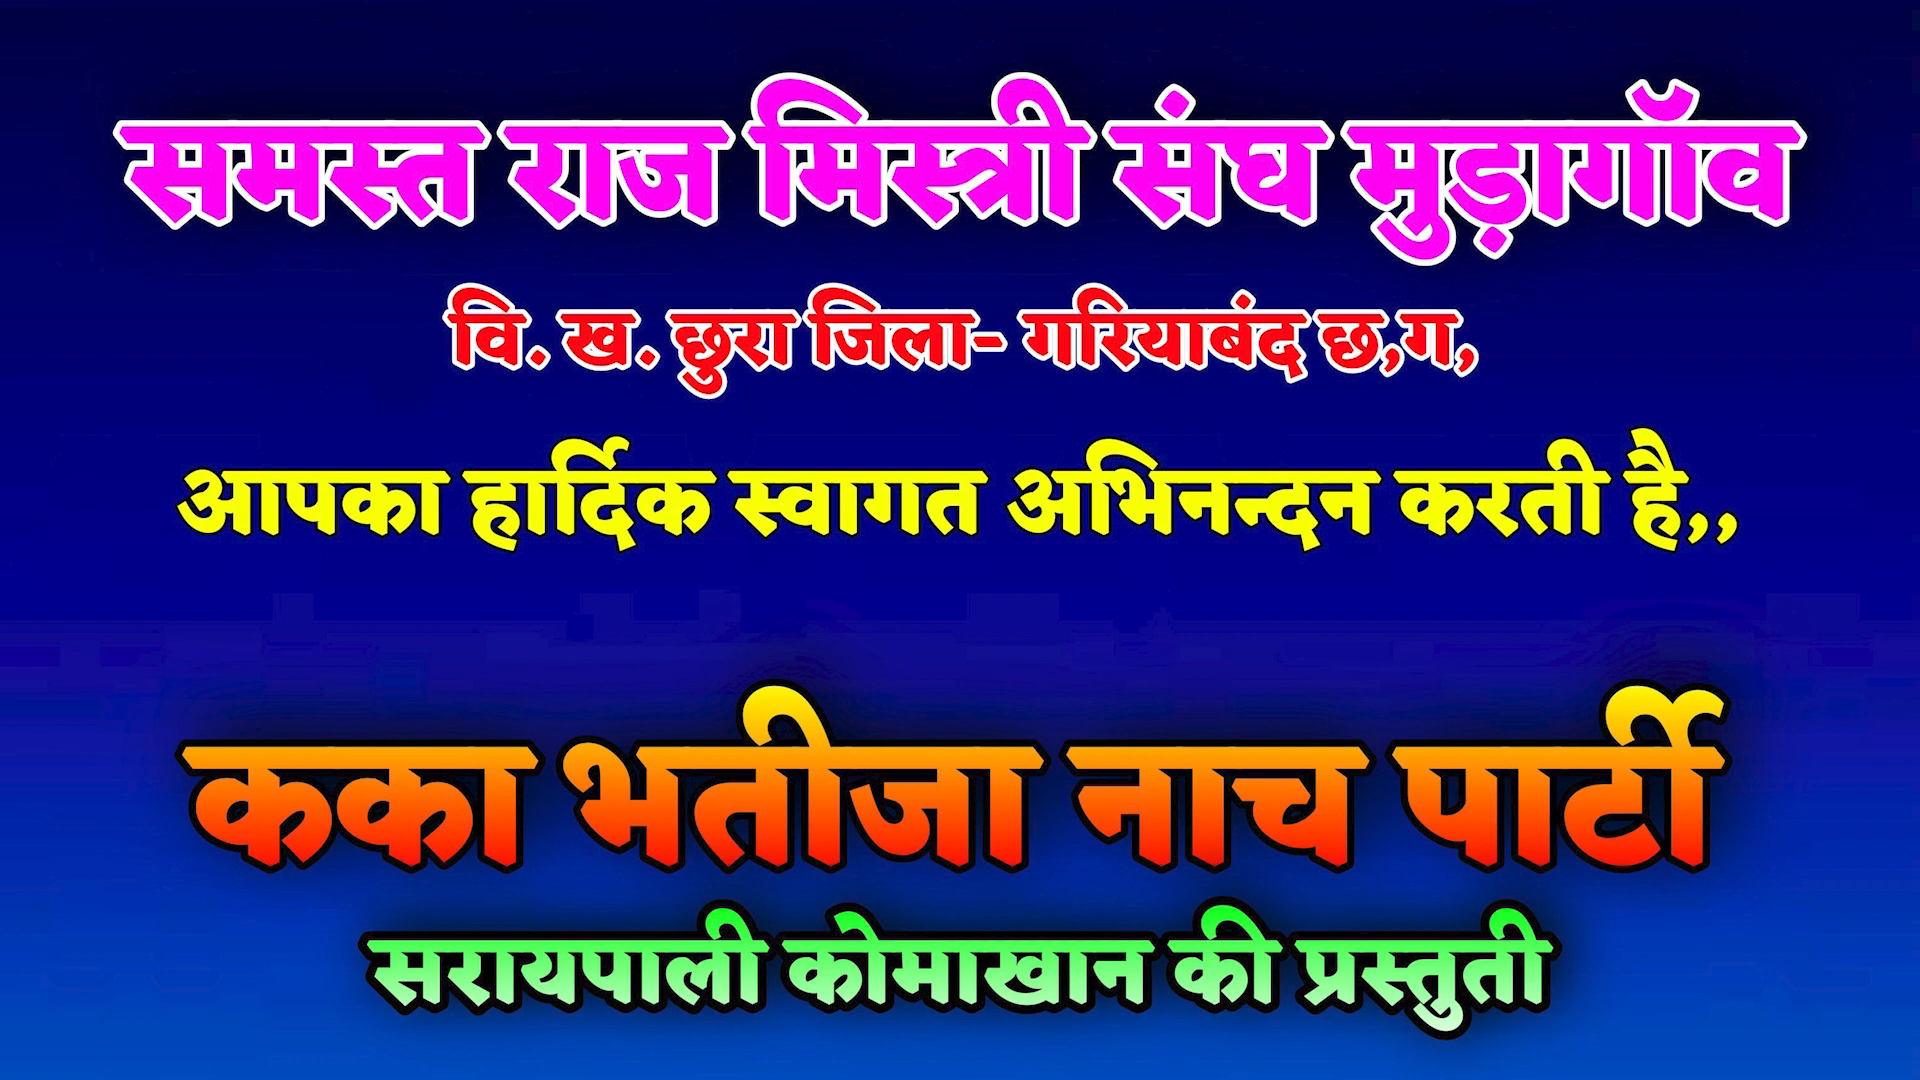 समस्त राज मिस्त्री संघ मुड़ागॉव
वि. ख. छुरा जिला- गरियाबंद छ,ग,
आपका हार्दिक स्वागत अभिनन्दन करती है,,
कका भतीजा नाच पार्टी
सरायपाली कोमाखान की प्रस्तुती